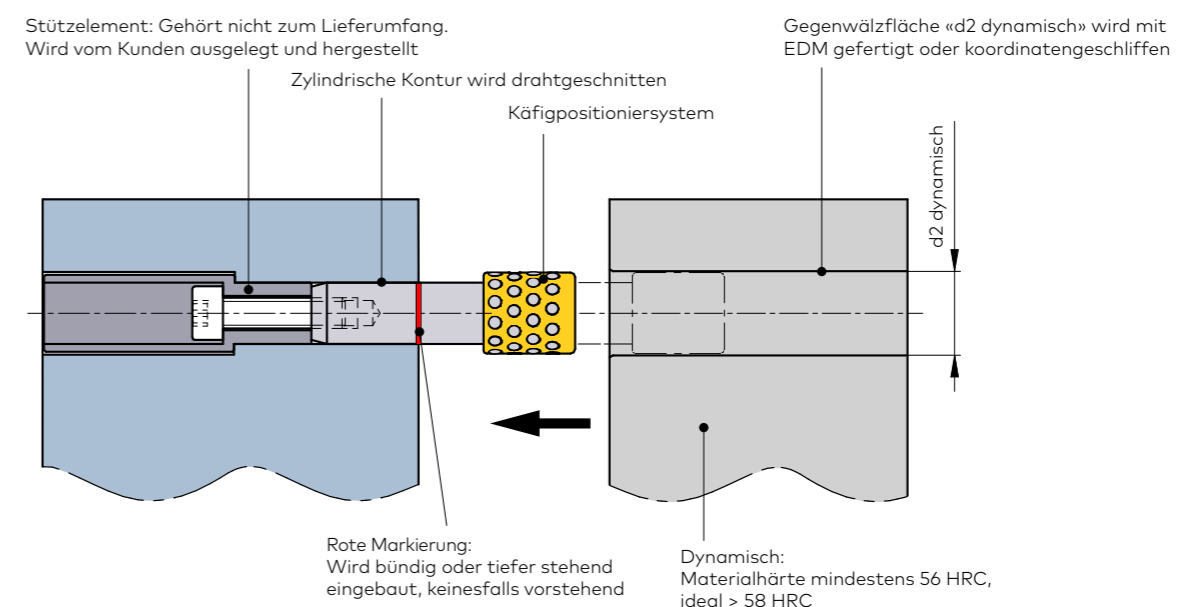 Stützelement: Gehört nicht zum Lieferumfang.
Wird vom Kunden ausgelegt und hergestellt
Zylindrische Kontur wird drahtgeschnitten
Käfigpositioniersystem
Gegenwälzfläche «d2 dynamisch» wird mit
EDM gefertigt oder koordinatengeschliffen
d2 dynamisch
Rote Markierung:
Wird bündig oder tiefer stehend
eingebaut, keinesfalls vorstehend
Dynamisch:
Materialhärte mindestens 56 HRC,
ideal > 58 HRC